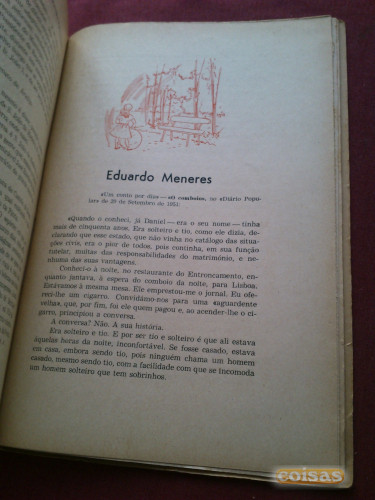 Eduardo Meneres
«Um conto por dia» — «O comboio», no «Diário Popu-
lar» de 29 de Setembro de 1951:
«Quando o conheci, já Daniel — era o seu nome — tinha
mais de cinquenta anos. Era solteiro e tio, como ele dizia, de-
clarando que esse estado, que não vinha no catálogo das situa-
ções civis, era o pior de todos, pois continha, em sua função
tutelar, muitas das responsabilidades do matrimónio, e ne-
nhuma das suas vantagens.
Conheci-o à noite, no restaurante do Entroncamento, en-
quanto jantava, à espera do comboio da noite, para Lisboa.
Estávamos à mesma mesa. Ele emprestou-me o jornal. Eu ofe-
reci-lhe um cigarro. Convidámo-nos para uma «aguardente
velha», que, por fim, foi ele quem pagou e, ao acender-lhe o ci-
garro, principiou a conversa.
A conversa? Não. A sua história.
Era solteiro e tio. E por ser tio e solteiro é que ali estava
àquelas horas da noite, inconfortável. Se fosse casado, estava
em casa, embora sendo tio, pois ninguém chama um homem
casado, mesmo sendo tio, com a facilidade com que se incomoda
um homem solteiro que tem sobrinhos.
coisas